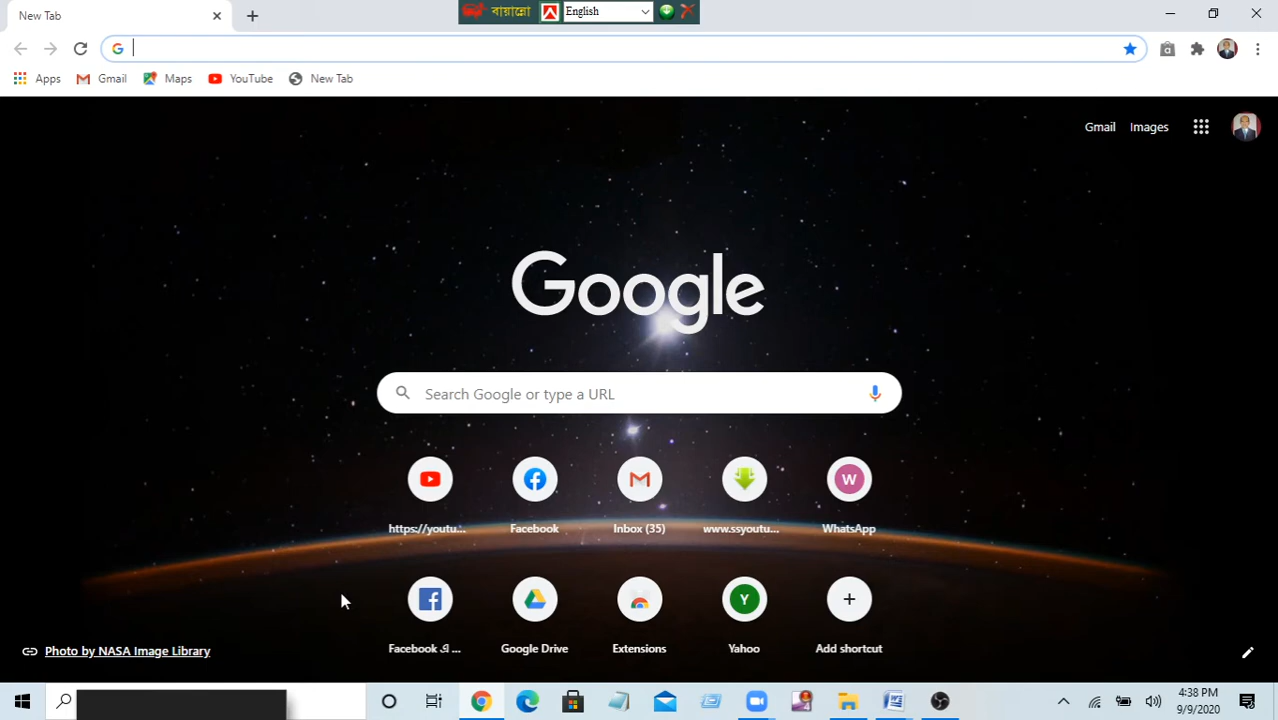 New Tab
বায়ান্নো
English
Apps
Gmail
Maps
YouTube
New Tab
Gmail
Images
Google
Search Google or type a URL
https://youtu...
Facebook
Inbox (35)
www.ssyoutu...
W
WhatsApp
Facebook এ ...
Google Drive
Extensions
Y
Yahoo
Add shortcut
Photo by NASA Image Library
4:38 PM
9/9/2020